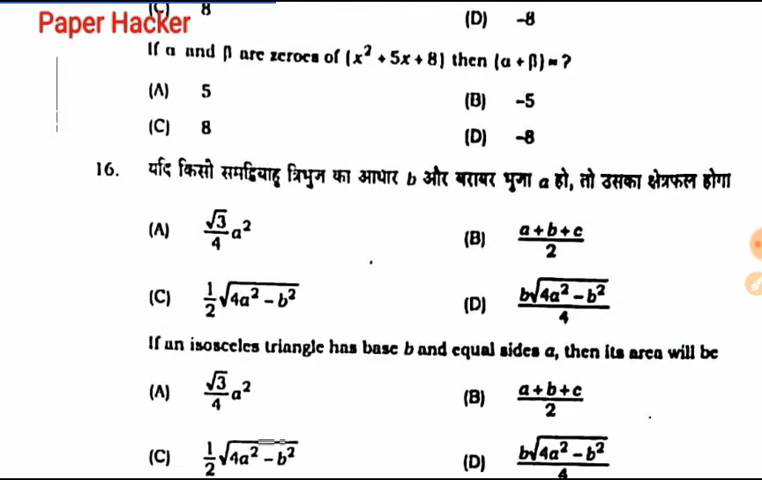 (C) 8 (D) -8
Paper Hacker
If α and β are zeroes of (x² + 5x + 8) then (α + β) = ?
(A) 5 (B) -5
(C) 8 (D) -8
16. यदि किसी समद्विबाहु त्रिभुज का आधार b और बराबर भुजा a हो, तो उसका क्षेत्रफल होगा
(A) √3/4 a² (B) a + b + c/2
(C) 1/2 √4a² - b² (D) b√4a² - b²/4
If an isosceles triangle has base b and equal sides a, then its area will be
(A) √3/4 a² (B) a + b + c/2
(C) 1/2 √4a² - b² (D) b√4a² - b²/4